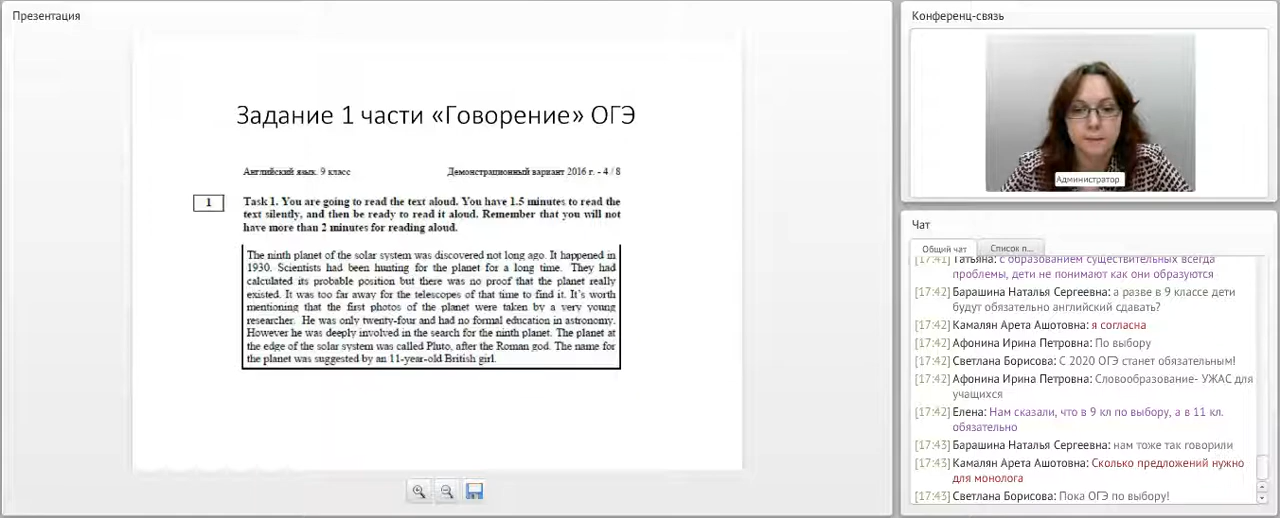 Презентация
Задание 1 части «Говорение» ОГЭ
Английский язык. 9 класс
Демонстрационный вариант 2016 г. - 4 / 8
1
Task 1. You are going to read the text aloud. You have 1.5 minutes to read the
text silently, and then be ready to read it aloud. Remember that you will not
have more than 2 minutes for reading aloud.
The ninth planet of the solar system was discovered not long ago. It happened in
1930. Scientists had been hunting for the planet for a long time. They had
calculated its probable position but there was no proof that the planet really
existed. It was too far away for the telescopes of that time to find it. It's worth
mentioning that the first photos of the planet were taken by a very young
researcher. He was only twenty-four and had no formal education in astronomy.
However he was deeply involved in the search for the ninth planet. The planet at
the edge of the solar system was called Pluto, after the Roman god. The name for
the planet was suggested by an 11-year-old British girl.
Конференц-связь
Администратор
Чат
Общий чат
Список п...
[17:41] Татьяна: с образованием существительных всегда
проблемы, дети не понимают как они образуются
[17:42] Барашина Наталья Сергеевна: а разве в 9 классе дети
будут обязательно английский сдавать?
[17:42] Камалян Арета Ашотовна: я согласна
[17:42] Афонина Ирина Петровна: По выбору
[17:42] Светлана Борисова: С 2020 ОГЭ станет обязательным!
[17:42] Афонина Ирина Петровна: Словообразование- УЖАС для
учащихся
[17:42] Елена: Нам сказали, что в 9 кл по выбору, а в 11 кл.
обязательно
[17:43] Барашина Наталья Сергеевна: нам тоже так говорили
[17:43] Камалян Арета Ашотовна: Сколько предложений нужно
для монолога
[17:43] Светлана Борисова: Пока ОГЭ по выбору!